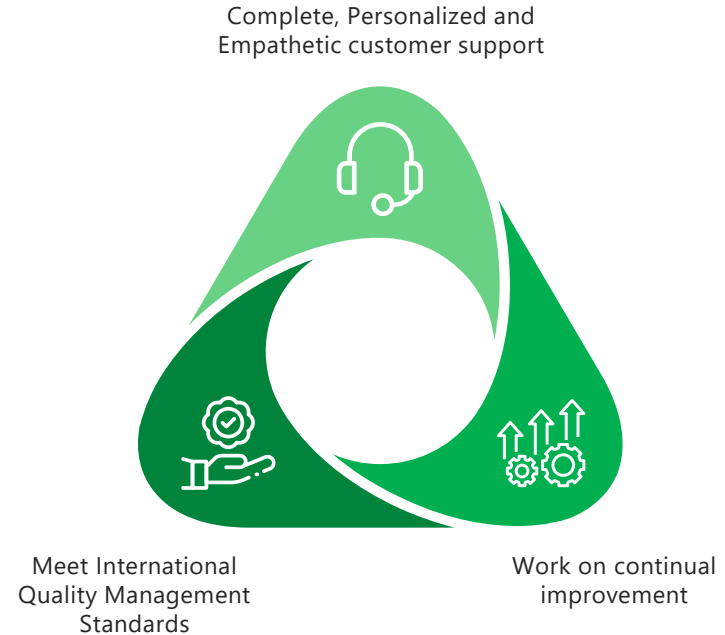 Complete, Personalized and
Empathetic customer support
Meet International
Quality Management
Standards
Work on continual
improvement